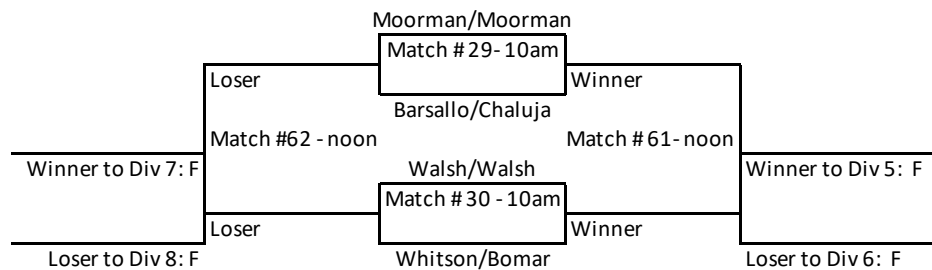 Moorman/Moorman
Match #29-10am
Loser
Winner
Barsallo/Chaluja
Match #62 - noon
Match #61-noon
Winner to Div 7: F
Walsh/Walsh
Winner to Div 5: F
Match #30 -10am
Loser
Winner
Loser to Div 8: F
Whitson/Bomar
Loser to Div 6: F